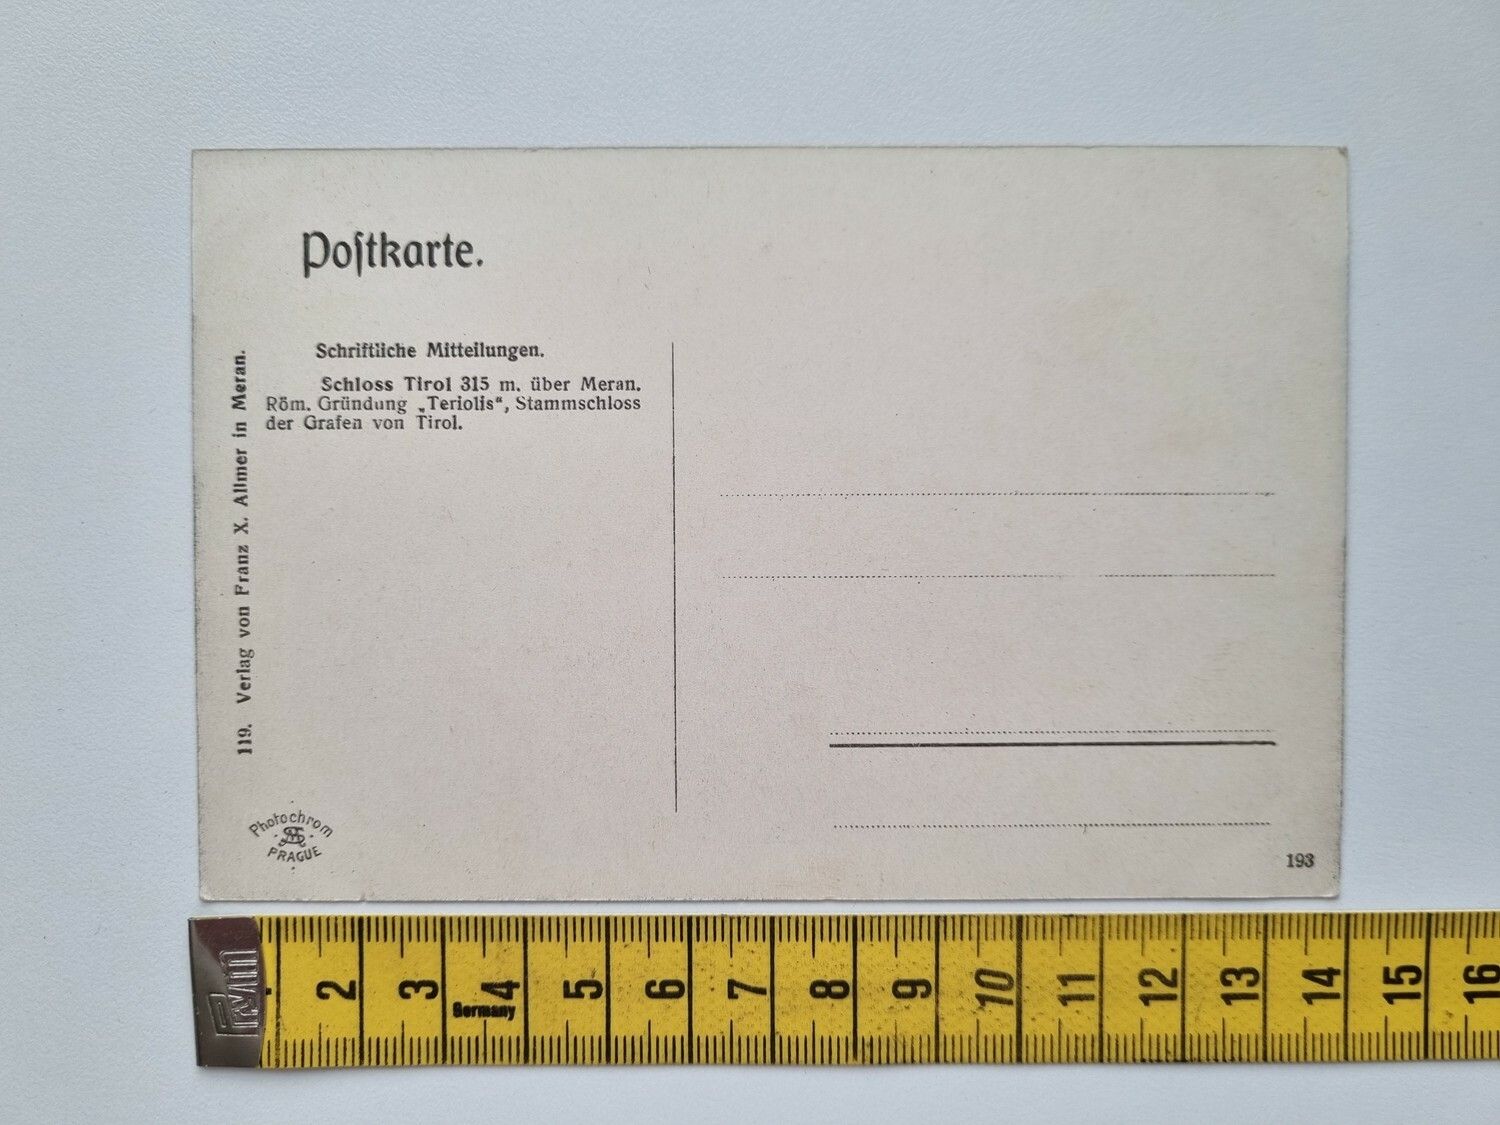 Poſtkarte.
Schriftliche Mitteilungen.
Schloss Tirol 315 m. über Meran.
Röm. Gründung „Teriolis“, Stammschloss
der Grafen von Tirol.
119. Verlag von Franz X. Allmer in Meran.
Photochrom
PRAGUE
193
prym
2 3 4 5 6 7 8 9 10 11 12 13 14 15 16
Germany